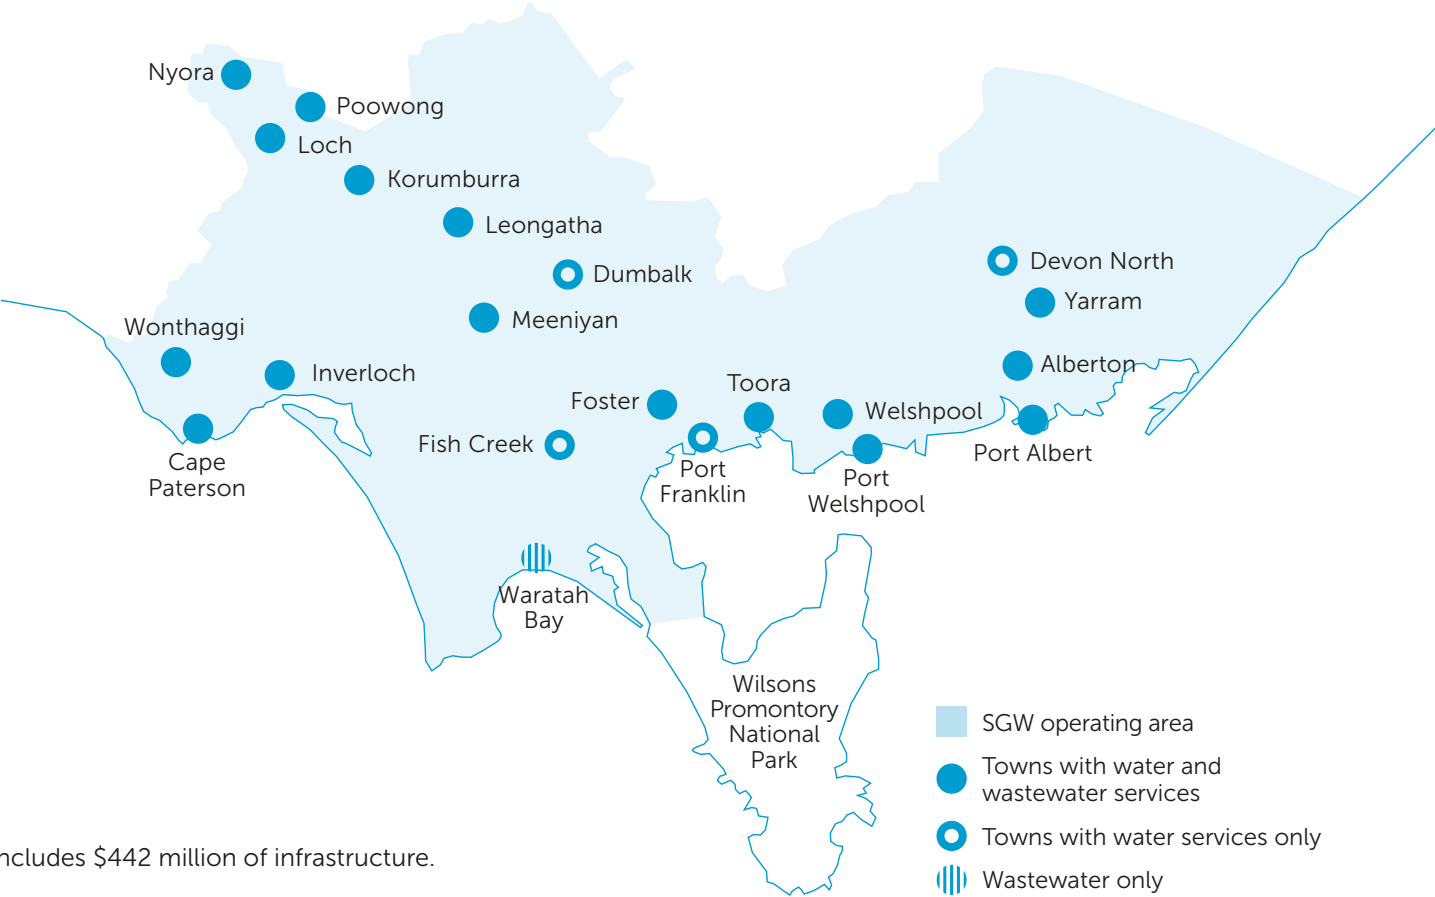 Nyora
Poowong
Loch
Korumburra
Leongatha
Devon North
Dumbalk
Yarram
Meeniyan
Wonthaggi
Alberton
Inverloch
Toora
Foster
Welshpool
Fish Creek
Port Albert
Cape
Paterson
Port
Franklin
Port
Welshpool
Waratah
Bay
Wilsons
Promontory
National
Park
SGW operating area
Towns with water and
wastewater services
Towns with water services only
Wastewater only
ncludes $442 million of infrastructure.